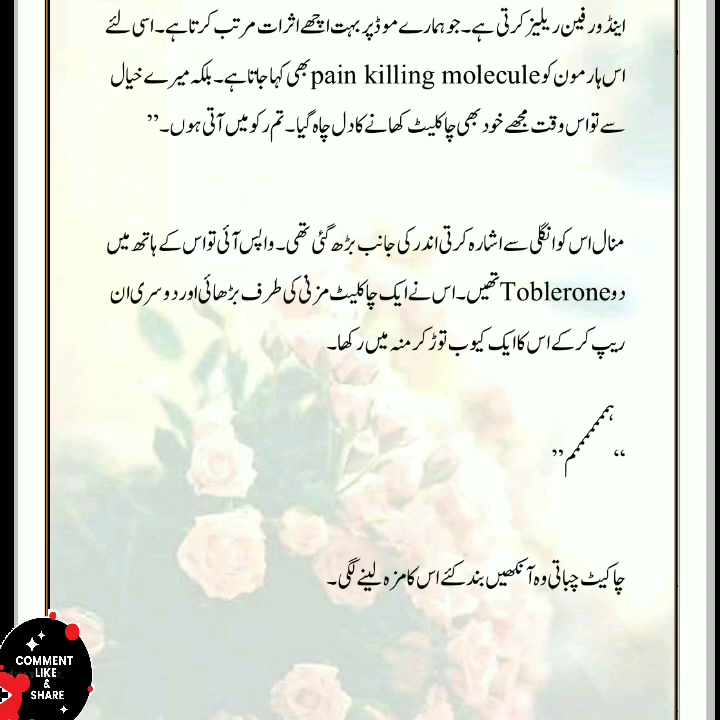 اینڈورفین ریلیز کرتی ہے۔ جو ہمارے موڈ پر بہت اچھے اثرات مرتب کرتا ہے۔ اسی لئے
اس ہارمون کو pain killing molecule بھی کہا جاتا ہے۔ بلکہ میرے خیال
سے تو اس وقت مجھے خود بھی چاکلیٹ کھانے کا دل چاہ گیا۔ تم رکو میں آتی ہوں۔”
منال اس کو انگلی سے اشارہ کرتی اندر کی جانب بڑھ گئی تھی۔ واپس آئی تو اس کے ہاتھ میں
دو Toblerone تھیں۔ اس نے ایک چاکلیٹ مزنی کی طرف بڑھائی اور دوسری ان
ریپ کر کے اس کا ایک کیوب توڑ کر منہ میں رکھا۔
“ ہمممممممم ”
چاکیٹ چباتی وہ آنکھیں بند کئے اس کا مزہ لینے لگی۔
COMMENT
LIKE
&
SHARE